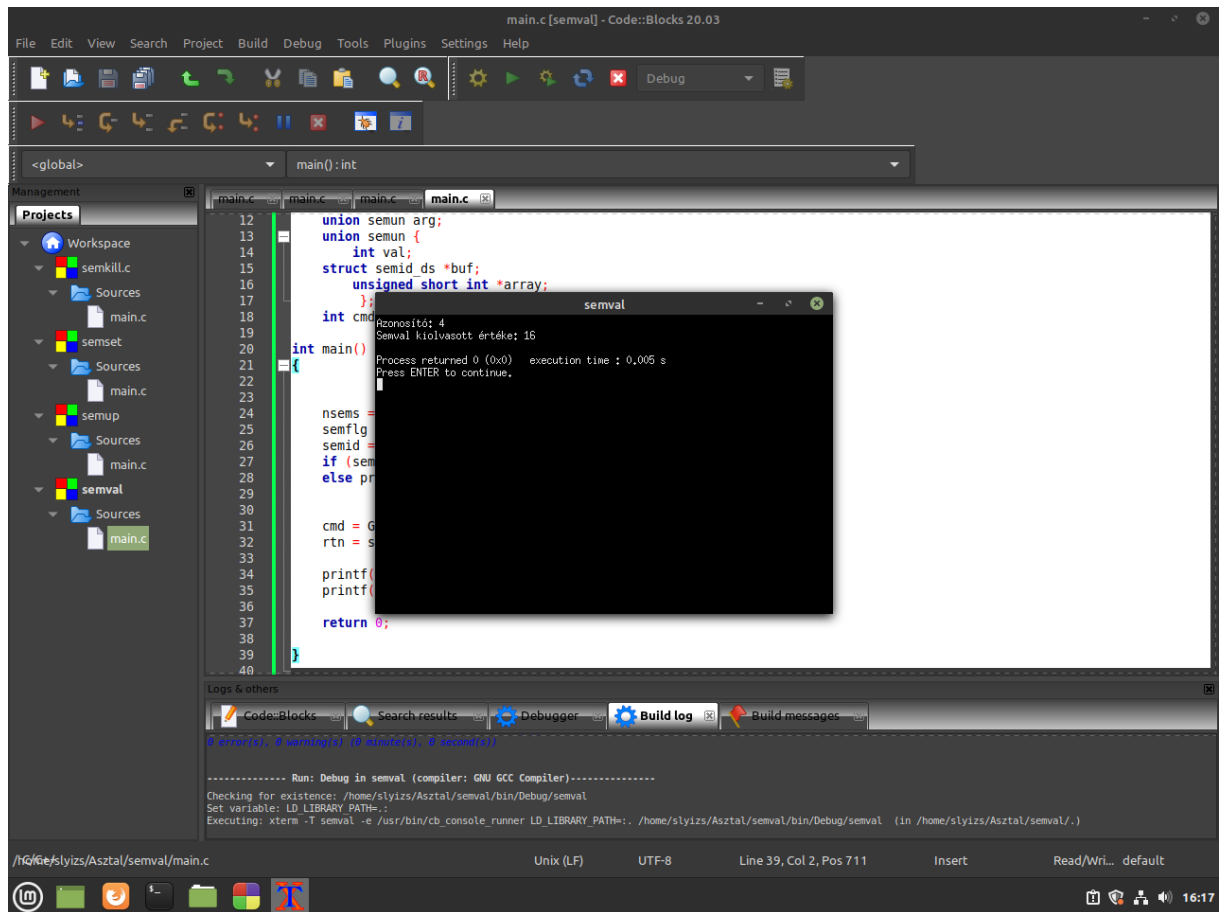 main.c [semval] - Code::Blocks 20.03
File Edit View Search Project Build Debug Tools Plugins Settings Help
Debug
<global> main() : int
Management
Projects
Workspace
semkill.c
Sources
main.c
semset
Sources
main.c
semup
Sources
main.c
semval
Sources
main.c
main.c main.c main.c main.c
12 union semun arg;
13 union semun {
14 int val;
15 struct semid_ds *buf;
16 unsigned short int *array;
17 };
18 int cmd
19
20 int main()
21 {
22
23
24 nsems =
25 semflg
26 semid =
27 if (sem
28 else pr
29
30
31 cmd = G
32 rtn = s
33
34 printf(
35 printf(
36
37 return 0;
38
39 }
40
semval
Azonosító: 4
Semval kiolvasott értéke: 16
Process returned 0 (0x0) execution time : 0.005 s
Press ENTER to continue.
Logs & others
Code::Blocks Search results Debugger Build log Build messages
0 error(s), 0 warning(s) (0 minute(s), 0 second(s))
-------------- Run: Debug in semval (compiler: GNU GCC Compiler)---------------
Checking for existence: /home/slyizs/Asztal/semval/bin/Debug/semval
Set variable: LD_LIBRARY_PATH=.:
Executing: xterm -T semval -e /usr/bin/cb_console_runner LD_LIBRARY_PATH=:. /home/slyizs/Asztal/semval/bin/Debug/semval (in /home/slyizs/Asztal/semval/.)
/home/slyizs/Asztal/semval/main.c C/C++ Unix (LF) UTF-8 Line 39, Col 2, Pos 711 Insert Read/Wri... default
16:17